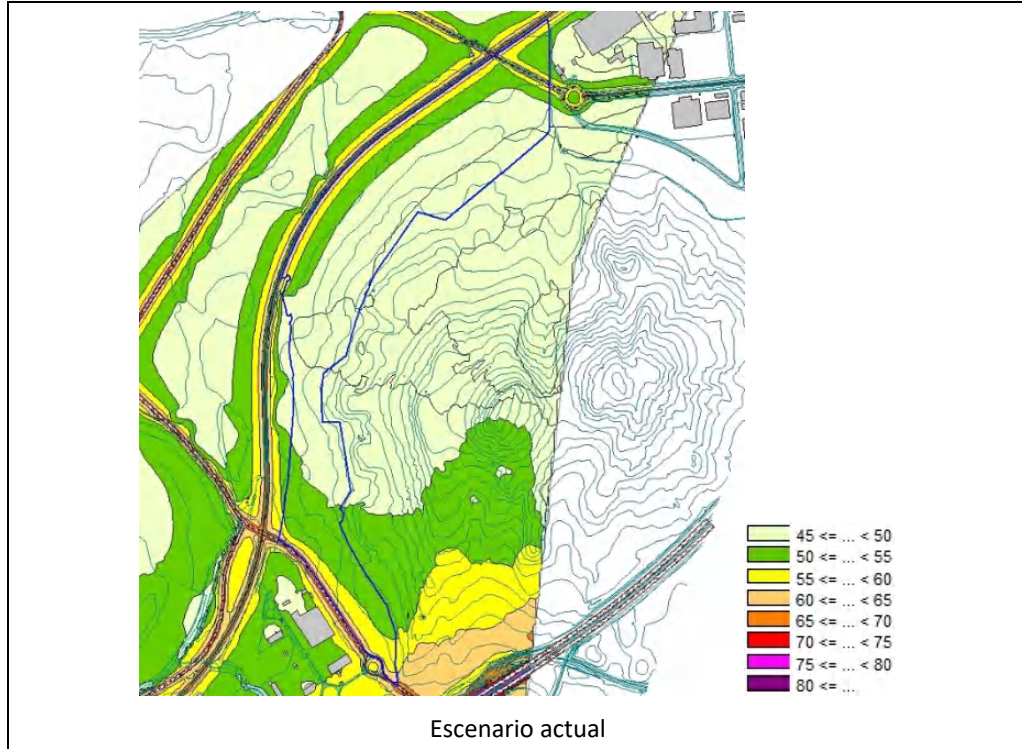 45 <= ... < 50
50 <= ... < 55
55 <= ... < 60
60 <= ... < 65
65 <= ... < 70
70 <= ... < 75
75 <= ... < 80
80 <= ...
Escenario actual